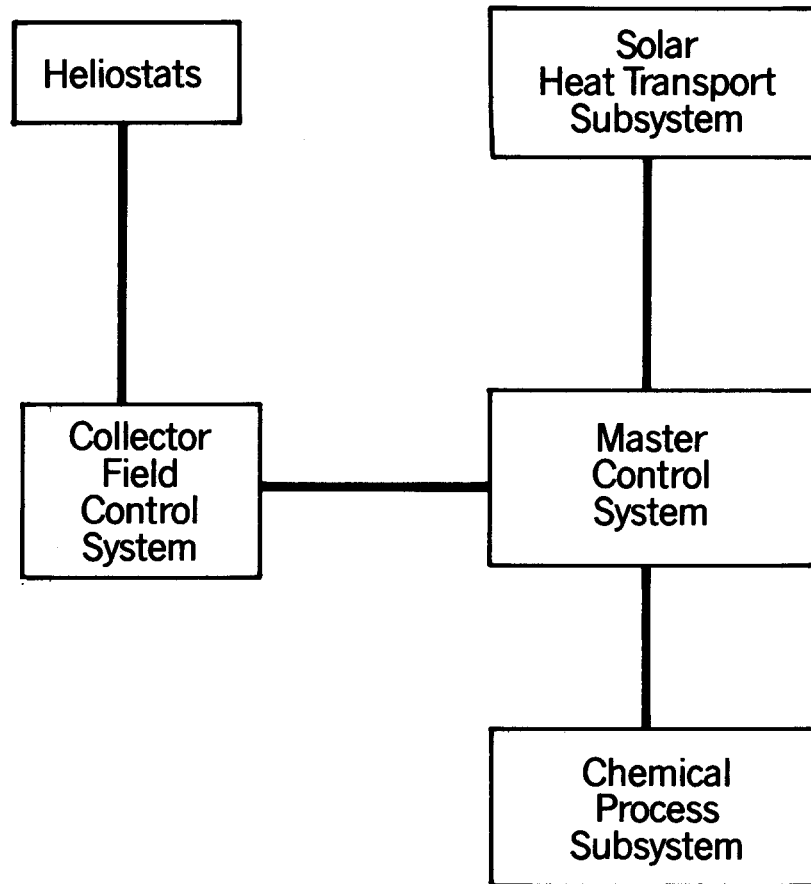 Heliostats
Solar
Heat Transport
Subsystem
Collector
Field
Control
System
Master
Control
System
Chemical
Process
Subsystem